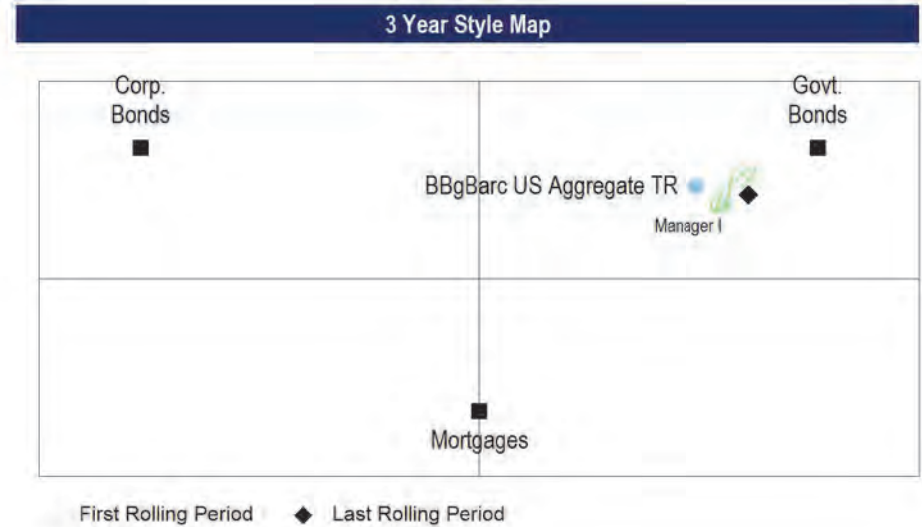 3 Year Style Map
Corp.
Bonds
Govt.
Bonds
BBgBarc US Aggregate TR
Manager I
Mortgages
First Rolling Period
Last Rolling Period